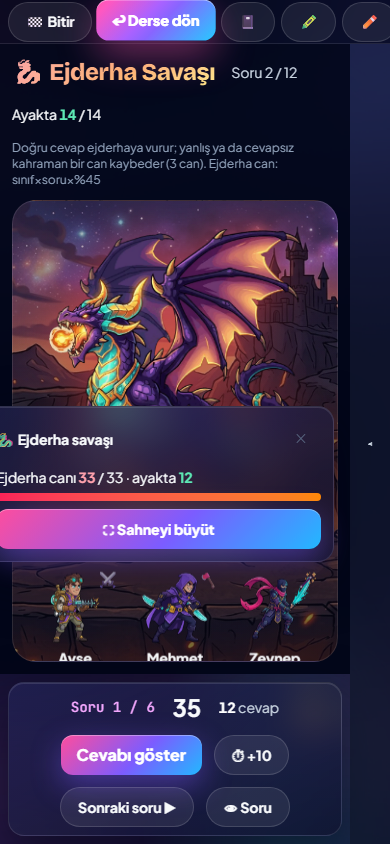 Bitir
Derse dön
Ejderha Savaşı
Soru 2 / 12
Ayakta 14 / 14
Doğru cevap ejderhaya vurur; yanlış ya da cevapsız
kahraman bir can kaybeder (3 can). Ejderha can:
sınıf×soru×%45
Ejderha savaşı
Ejderha canı 33 / 33 · ayakta 12
Sahneyi büyüt
Ayşe
Mehmet
Zeynep
Soru 1 / 6
35
12 cevap
Cevabı göster
+10
Sonraki soru
Soru